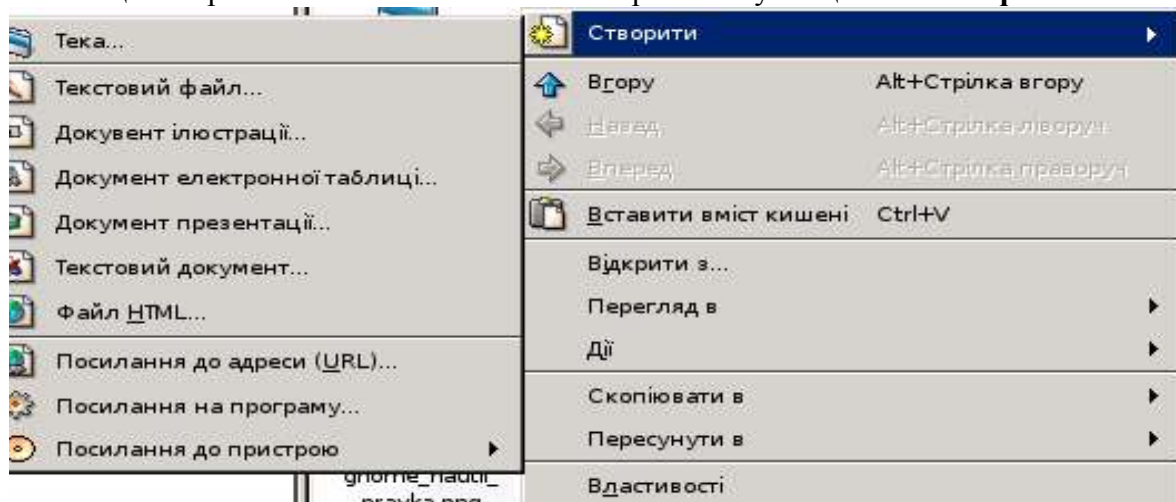 Тека...
Текстовий файл...
Докувент ілюстрації...
Документ електронної таблиці...
Документ презентації...
Текстовий документ...
Файл HTML...
Посилання до адреси (URL)...
Посилання на програму...
Посилання до пристрою
Створити
Вгору Alt+Стрілка вгору
Назад Alt+Стрілка ліворуч
Вперед Alt+Стрілка праворуч
Вставити вміст кишені Ctrl+V
Відкрити з...
Перегляд в
Дії
Скопіювати в
Пересунути в
Властивості
gnome_nautil_